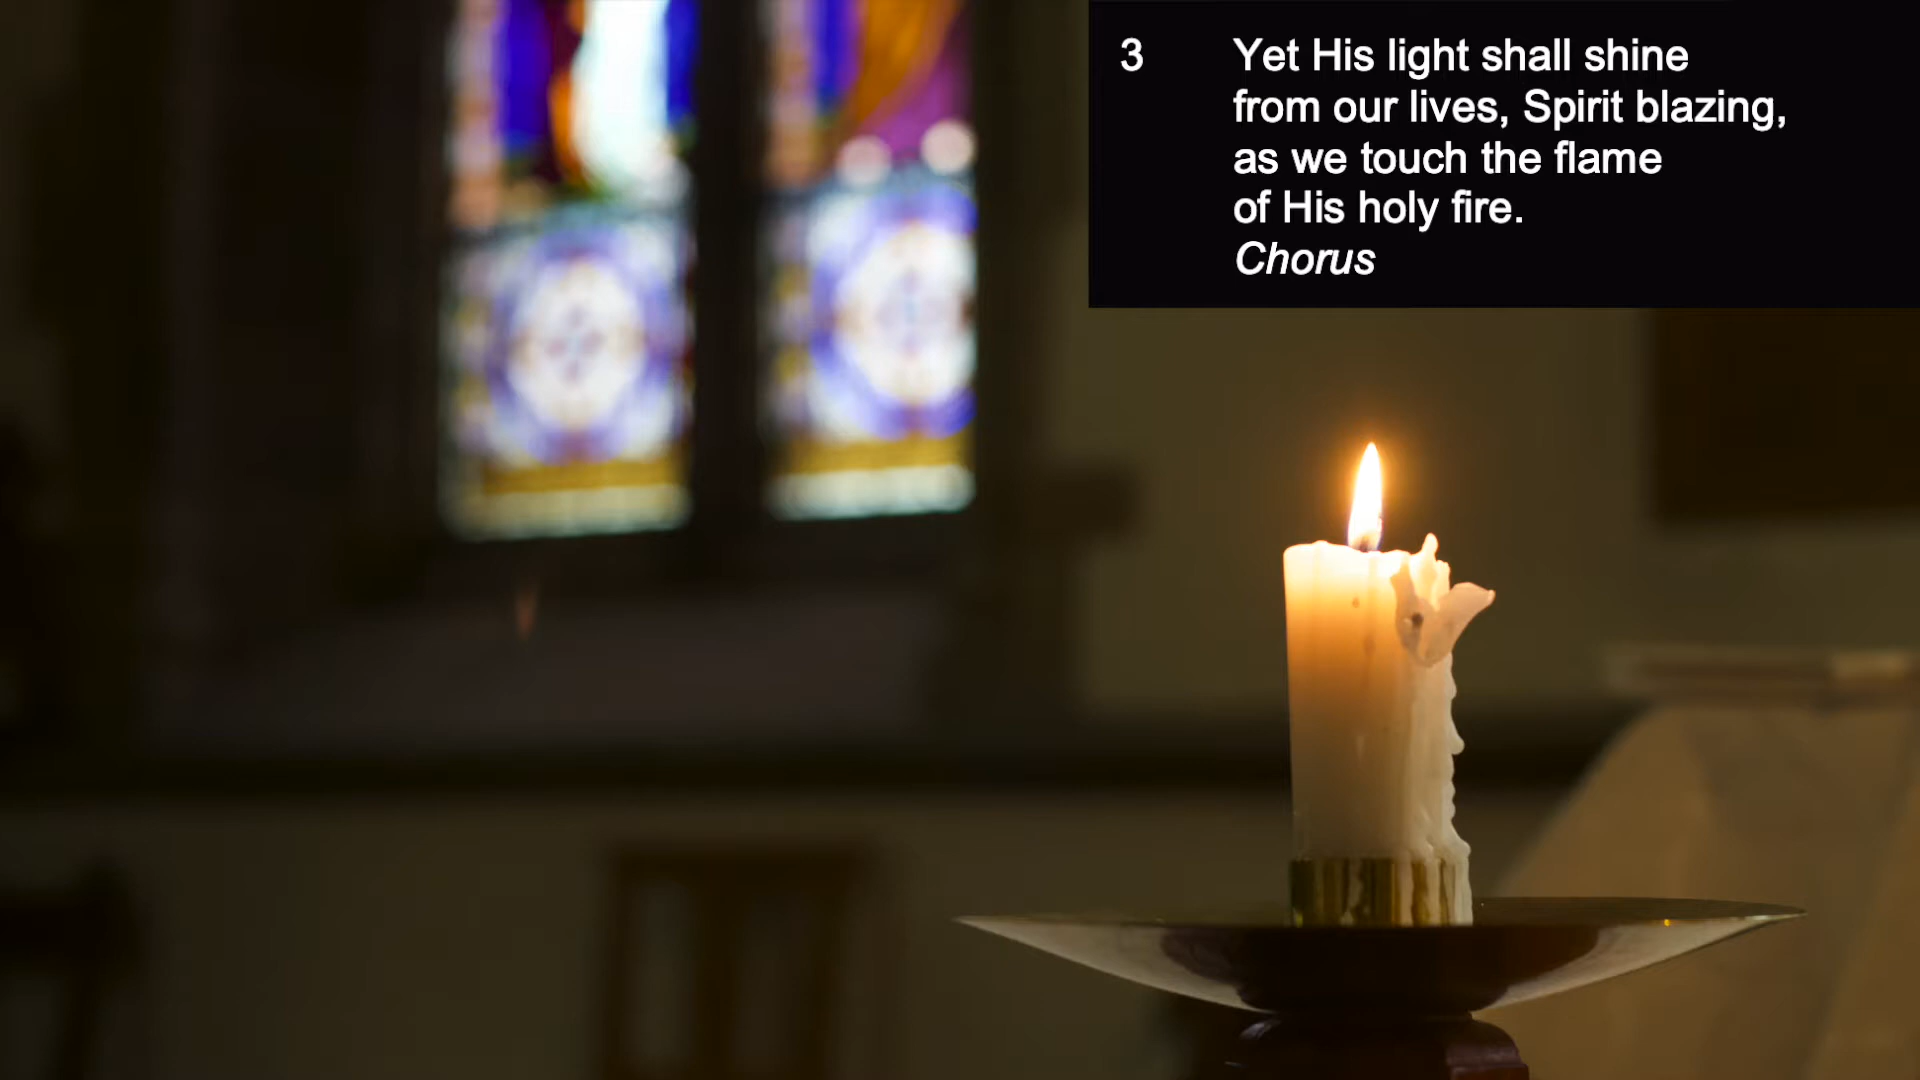 3 Yet His light shall shine
from our lives, Spirit blazing,
as we touch the flame
of His holy fire.
Chorus